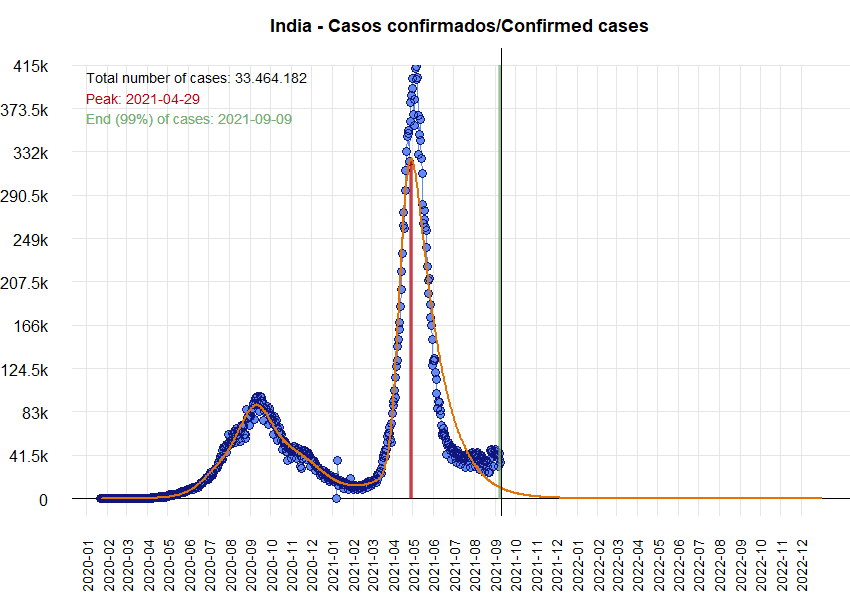 India - Casos confirmados/Confirmed cases
415k
Total number of cases: 33.464.182
Peak: 2021-04-29
373.5k
End (99%) of cases: 2021-09-09
332k
290.5k
249k
207.5k
166k
124.5k
83k
41.5k
0
2020-01
2020-02
2020-03
2020-04
2020-05
2020-06
2020-07
2020-08
2020-09
2020-10
2020-11
2020-12
2021-01
2021-02
2021-03
2021-04
2021-05
2021-06
2021-07
2021-08
2021-09
2021-10
2021-11
2021-12
2022-01
2022-02
2022-03
2022-04
2022-05
2022-06
2022-07
2022-08
2022-09
2022-10
2022-11
2022-12